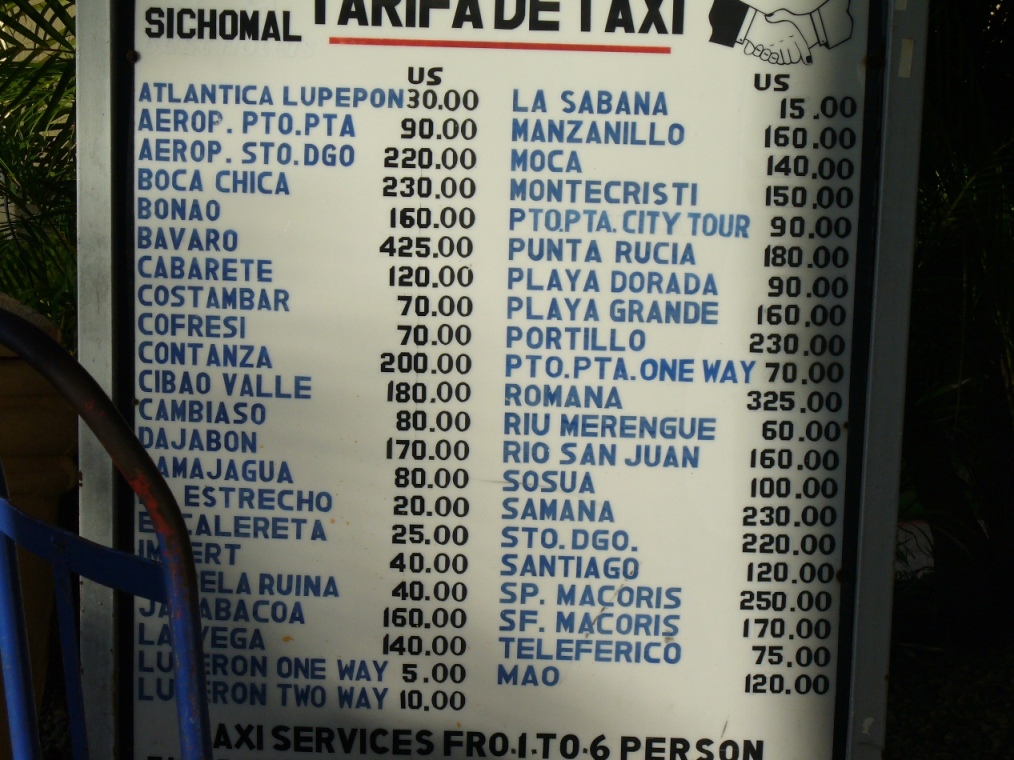 SICHOMAL
TARIFA DE TAXI
US
ATLANTICA LUPEPON 30.00
AEROP. PTO.PTA 90.00
AEROP. STO.DGO 220.00
BOCA CHICA 230.00
BONAO 160.00
BAVARO 425.00
CABARETE 120.00
COSTAMBAR 70.00
COFRESI 70.00
CONTANZA 200.00
CIBAO VALLE 180.00
CAMBIASO 80.00
DAJABON 170.00
AMAJAGUA 80.00
ESTRECHO 20.00
25.00
40.00
RUINA 40.00
160.00
140.00
ONE WAY 5.00
TWO WAY 10.00
US
LA SABANA 15.00
MANZANILLO 160.00
MOCA 140.00
MONTECRISTI 150.00
PTO.PTA. CITY TOUR 90.00
PUNTA RUCIA 180.00
PLAYA DORADA 90.00
PLAYA GRANDE 160.00
PORTILLO 230.00
PTO.PTA. ONE WAY 70.00
ROMANA 325.00
RIU MERENGUE 60.00
RIO SAN JUAN 160.00
SOSUA 100.00
SAMANA 230.00
STO. DGO. 220.00
SANTIAGO 120.00
SP. MACORIS 250.00
SF. MACORIS 170.00
TELEFERICO 75.00
MAO 120.00
AXI SERVICES FRO.1.TO.6 PERSON